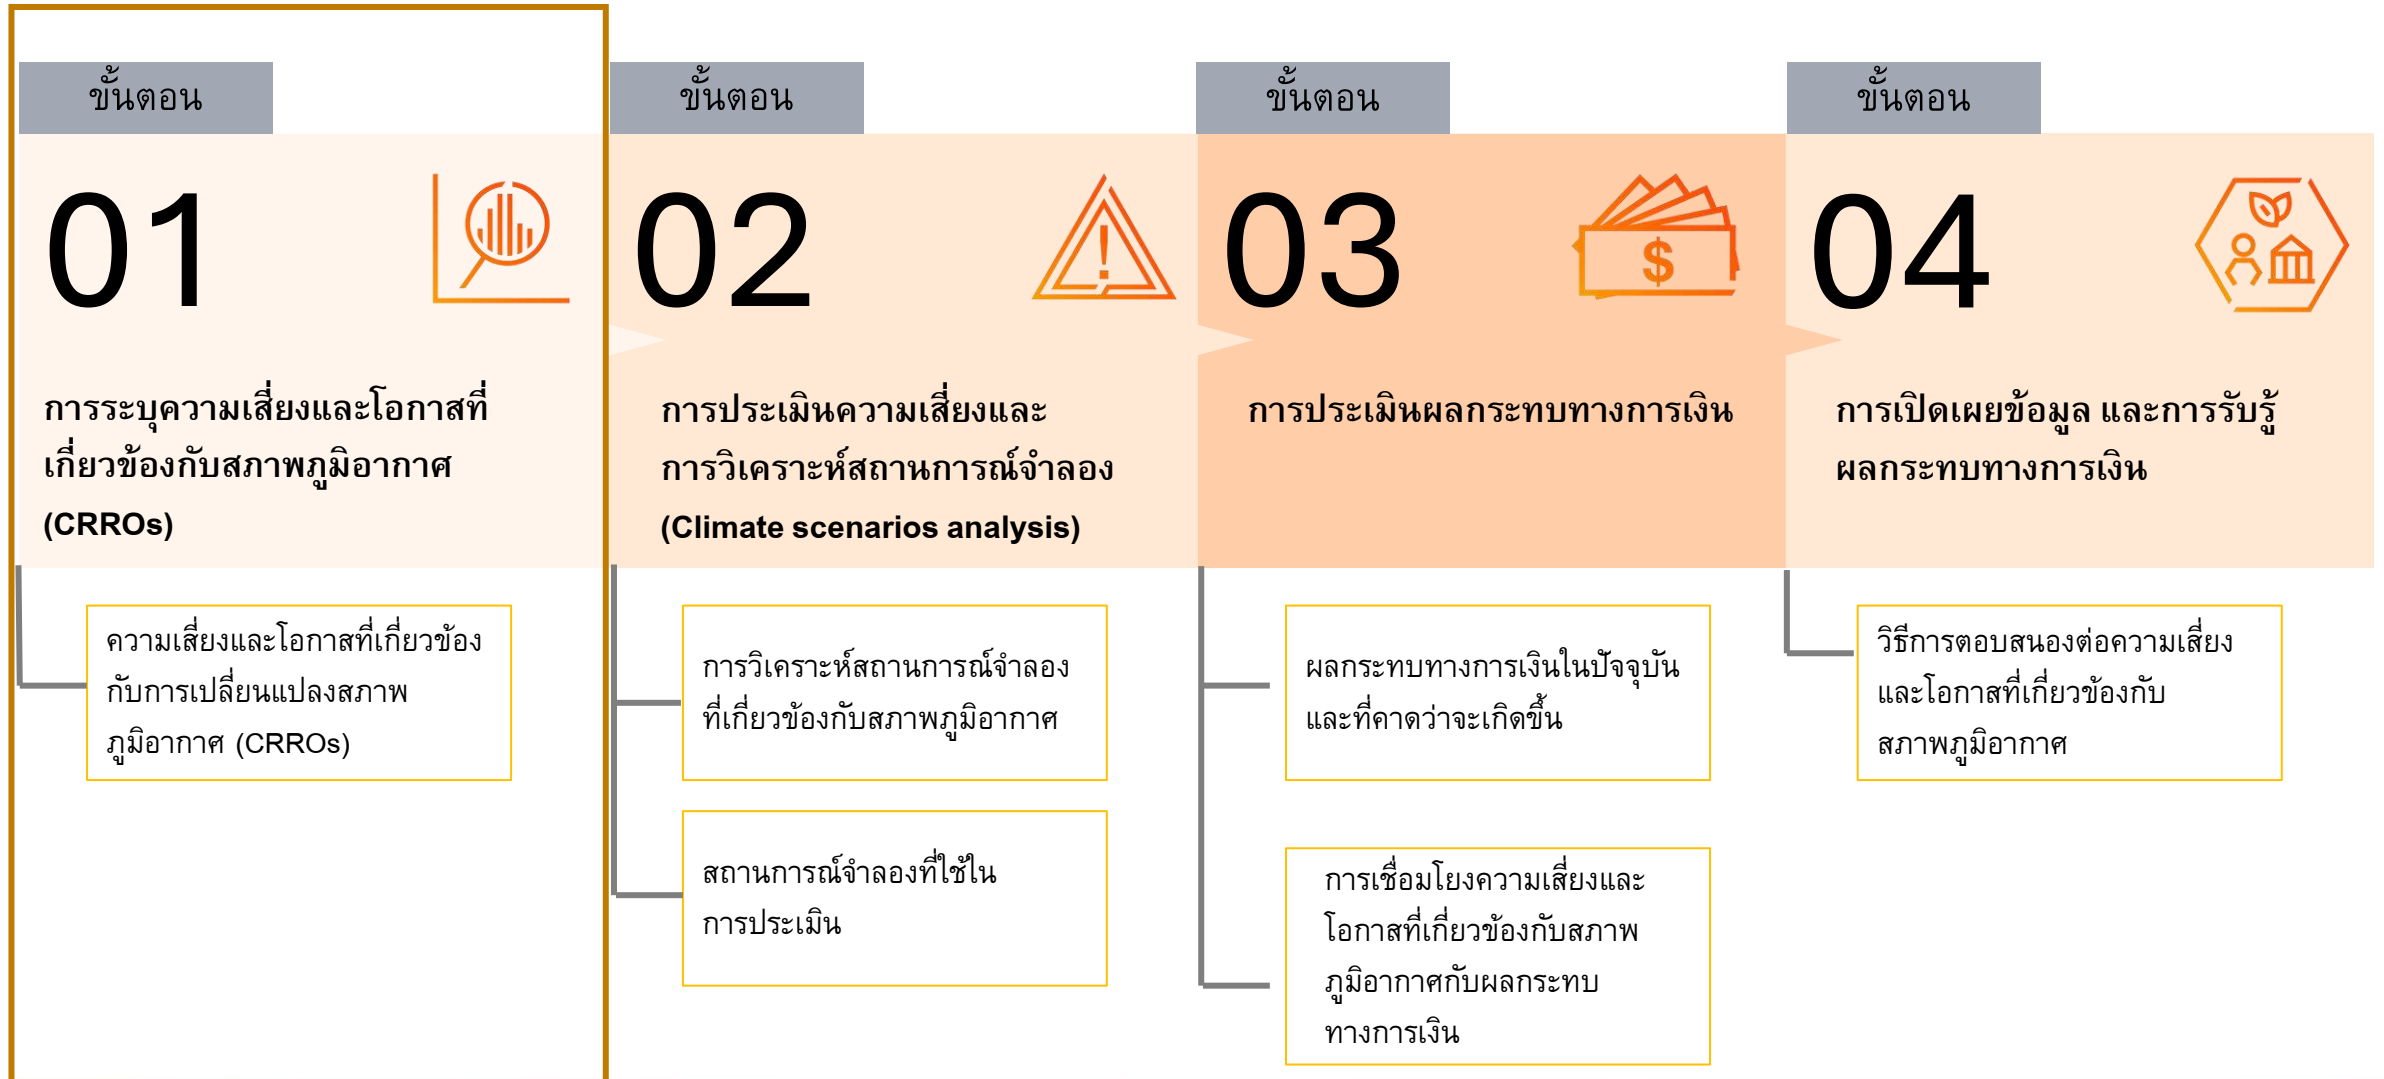 ขั้นตอน
01
การระบุความเสี่ยงและโอกาสที่
เกี่ยวข้องกับสภาพภูมิอากาศ
(CRROs)
ความเสี่ยงและโอกาสที่เกี่ยวข้อง
กับการเปลี่ยนแปลงสภาพ
ภูมิอากาศ (CRROs)
ขั้นตอน
02
!
การประเมินความเสี่ยงและ
การวิเคราะห์สถานการณ์จำลอง
(Climate scenarios analysis)
การวิเคราะห์สถานการณ์จำลอง
ที่เกี่ยวข้องกับสภาพภูมิอากาศ
สถานการณ์จำลองที่ใช้ใน
การประเมิน
ขั้นตอน
03
$
การประเมินผลกระทบทางการเงิน
ผลกระทบทางการเงินในปัจจุบัน
และที่คาดว่าจะเกิดขึ้น
การเชื่อมโยงความเสี่ยงและ
โอกาสที่เกี่ยวข้องกับสภาพ
ภูมิอากาศกับผลกระทบ
ทางการเงิน
ขั้นตอน
04
การเปิดเผยข้อมูล และการรับรู้
ผลกระทบทางการเงิน
วิธีการตอบสนองต่อความเสี่ยง
และโอกาสที่เกี่ยวข้องกับ
สภาพภูมิอากาศ